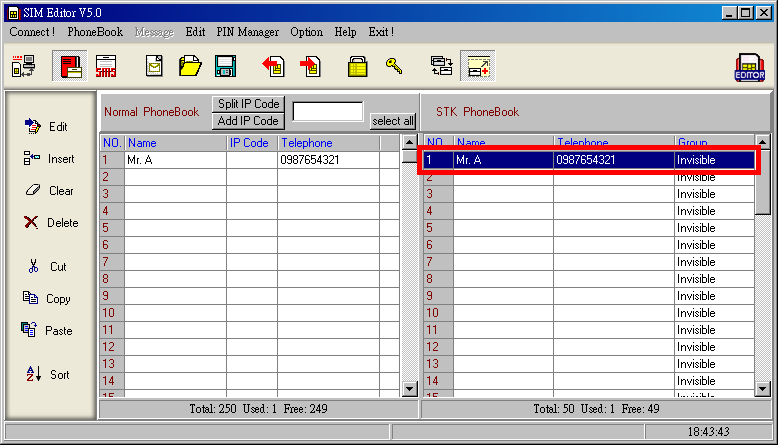 SIM Editor V5.0
Connect ! PhoneBook Message Edit PIN Manager Option Help Exit !
SMS
EDITOR
Edit
Insert
Clear
Delete
Cut
Copy
Paste
Sort
Normal PhoneBook
Split IP Code
Add IP Code
select all
NO. Name IP Code Telephone
1 Mr. A 0987654321
2
3
4
5
6
7
8
9
10
11
12
13
14
15
Total: 250 Used: 1 Free: 249
STK PhoneBook
NO. Name Telephone Group
1 Mr. A 0987654321 Invisible
2 Invisible
3 Invisible
4 Invisible
5 Invisible
6 Invisible
7 Invisible
8 Invisible
9 Invisible
10 Invisible
11 Invisible
12 Invisible
13 Invisible
14 Invisible
15 Invisible
Total: 50 Used: 1 Free: 49
18:43:43